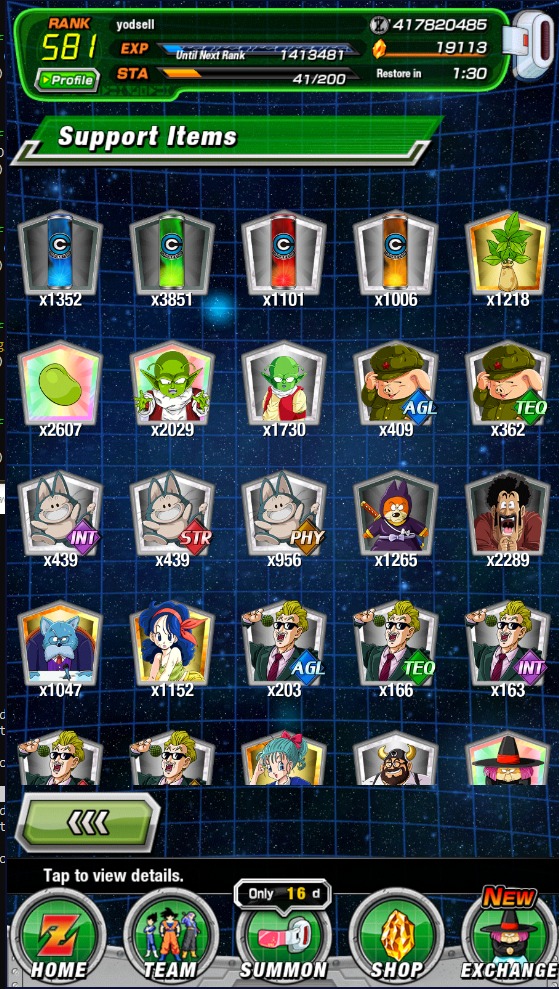 RANK
581
Profile
yodsell
EXP
Until Next Rank 1413481
STA
41/200
417820485
19113
Restore in 1:30
Support Items
x1352
x3851
x1101
x1006
x1218
x2607
x2029
x1730
AGL
x409
TEQ
x362
INT
x439
STR
x439
PHY
x956
x1265
x2289
x1047
x1152
AGL
x203
TEQ
x166
INT
x163
Tap to view details.
Only 16 d
NEW
HOME
TEAM
SUMMON
SHOP
EXCHANGE